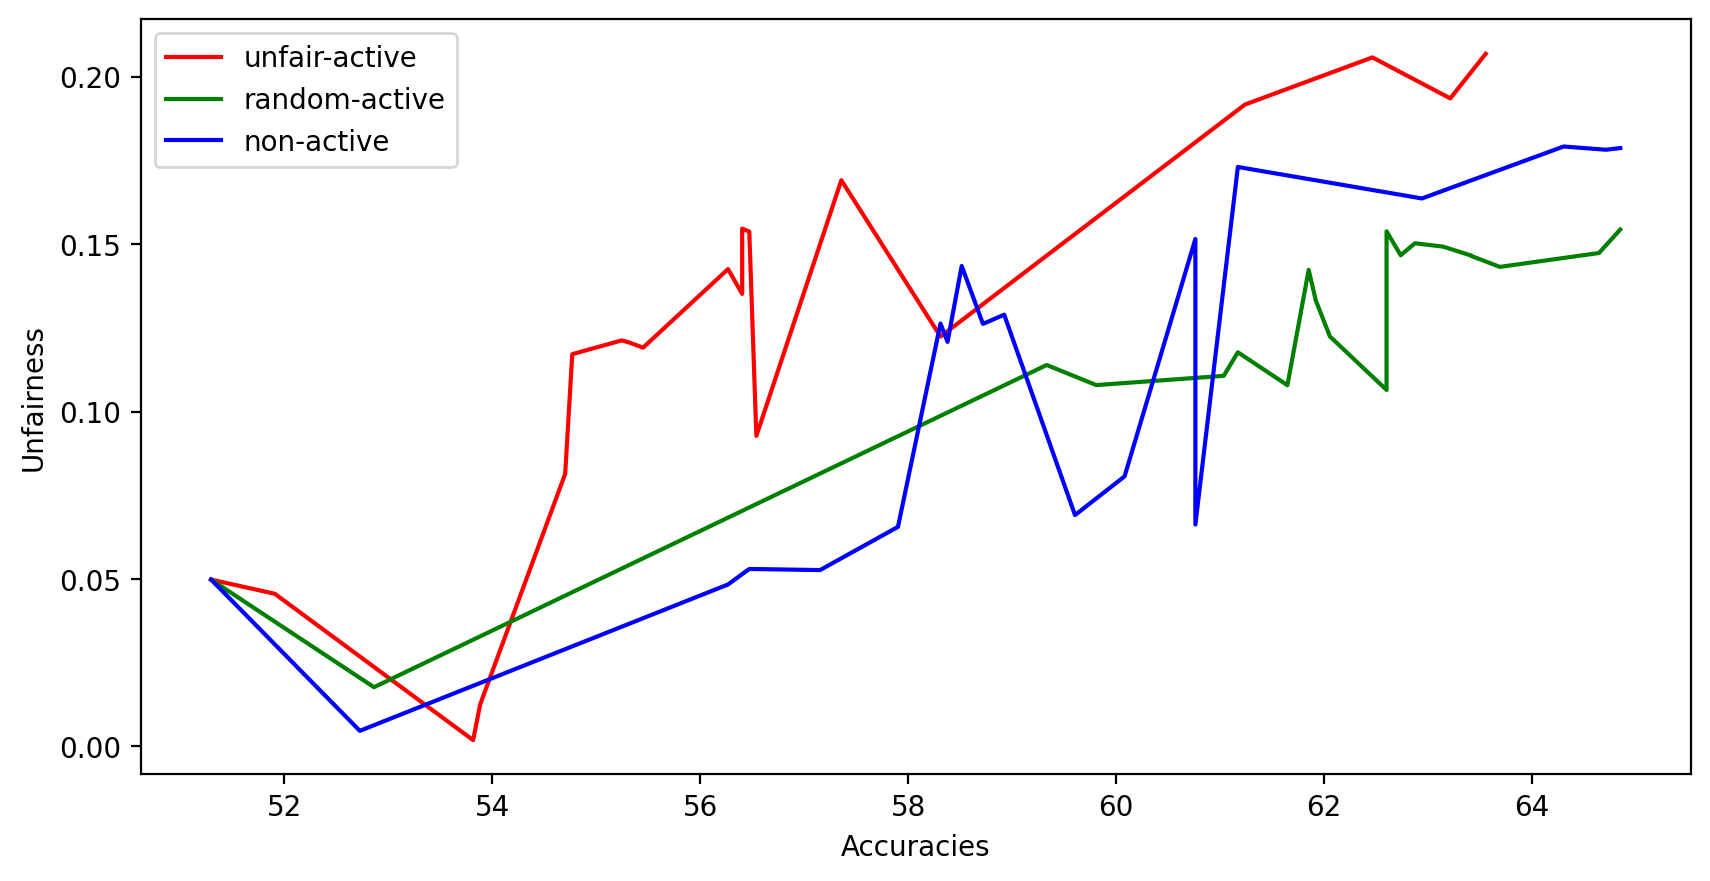 unfair-active
random-active
non-active
0.20
0.15
0.10
0.05
0.00
Unfairness
52 54 56 58 60 62 64
Accuracies